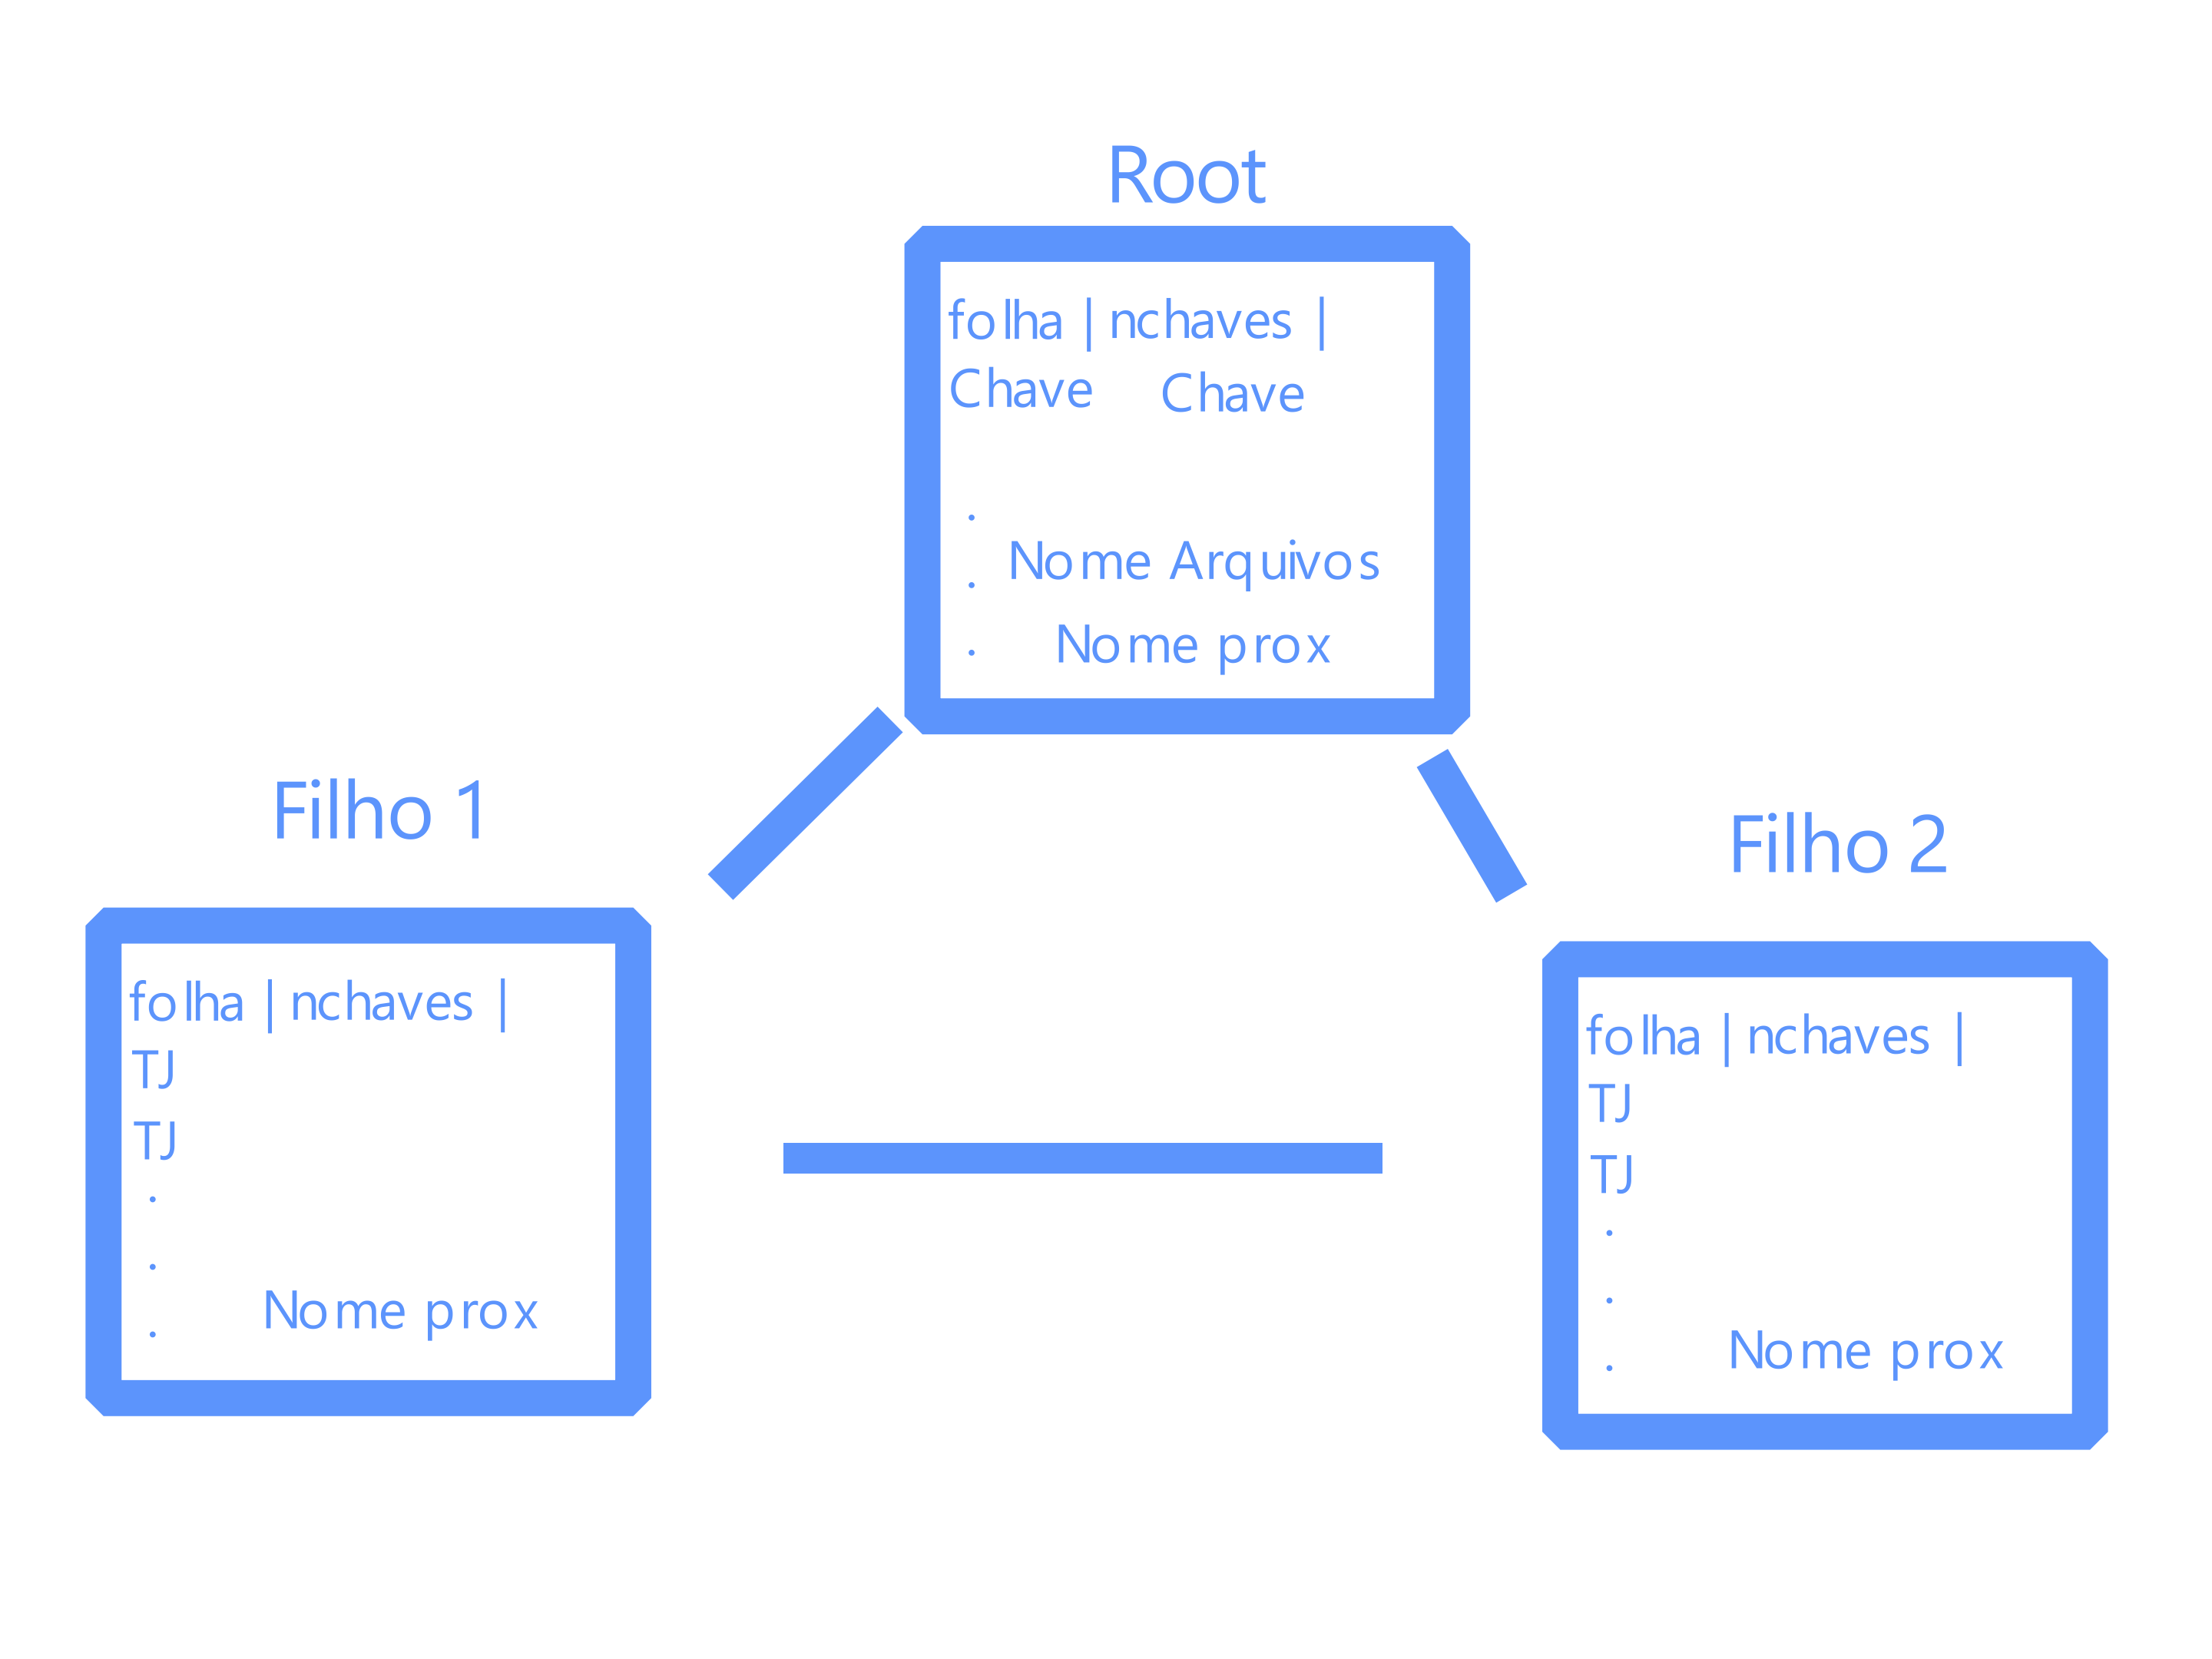 Root
folha | nchaves |
Chave Chave
Nome Arquivos
Nome prox
Filho 1
folha | nchaves |
TJ
TJ
Nome prox
Filho 2
folha | nchaves |
TJ
TJ
Nome prox